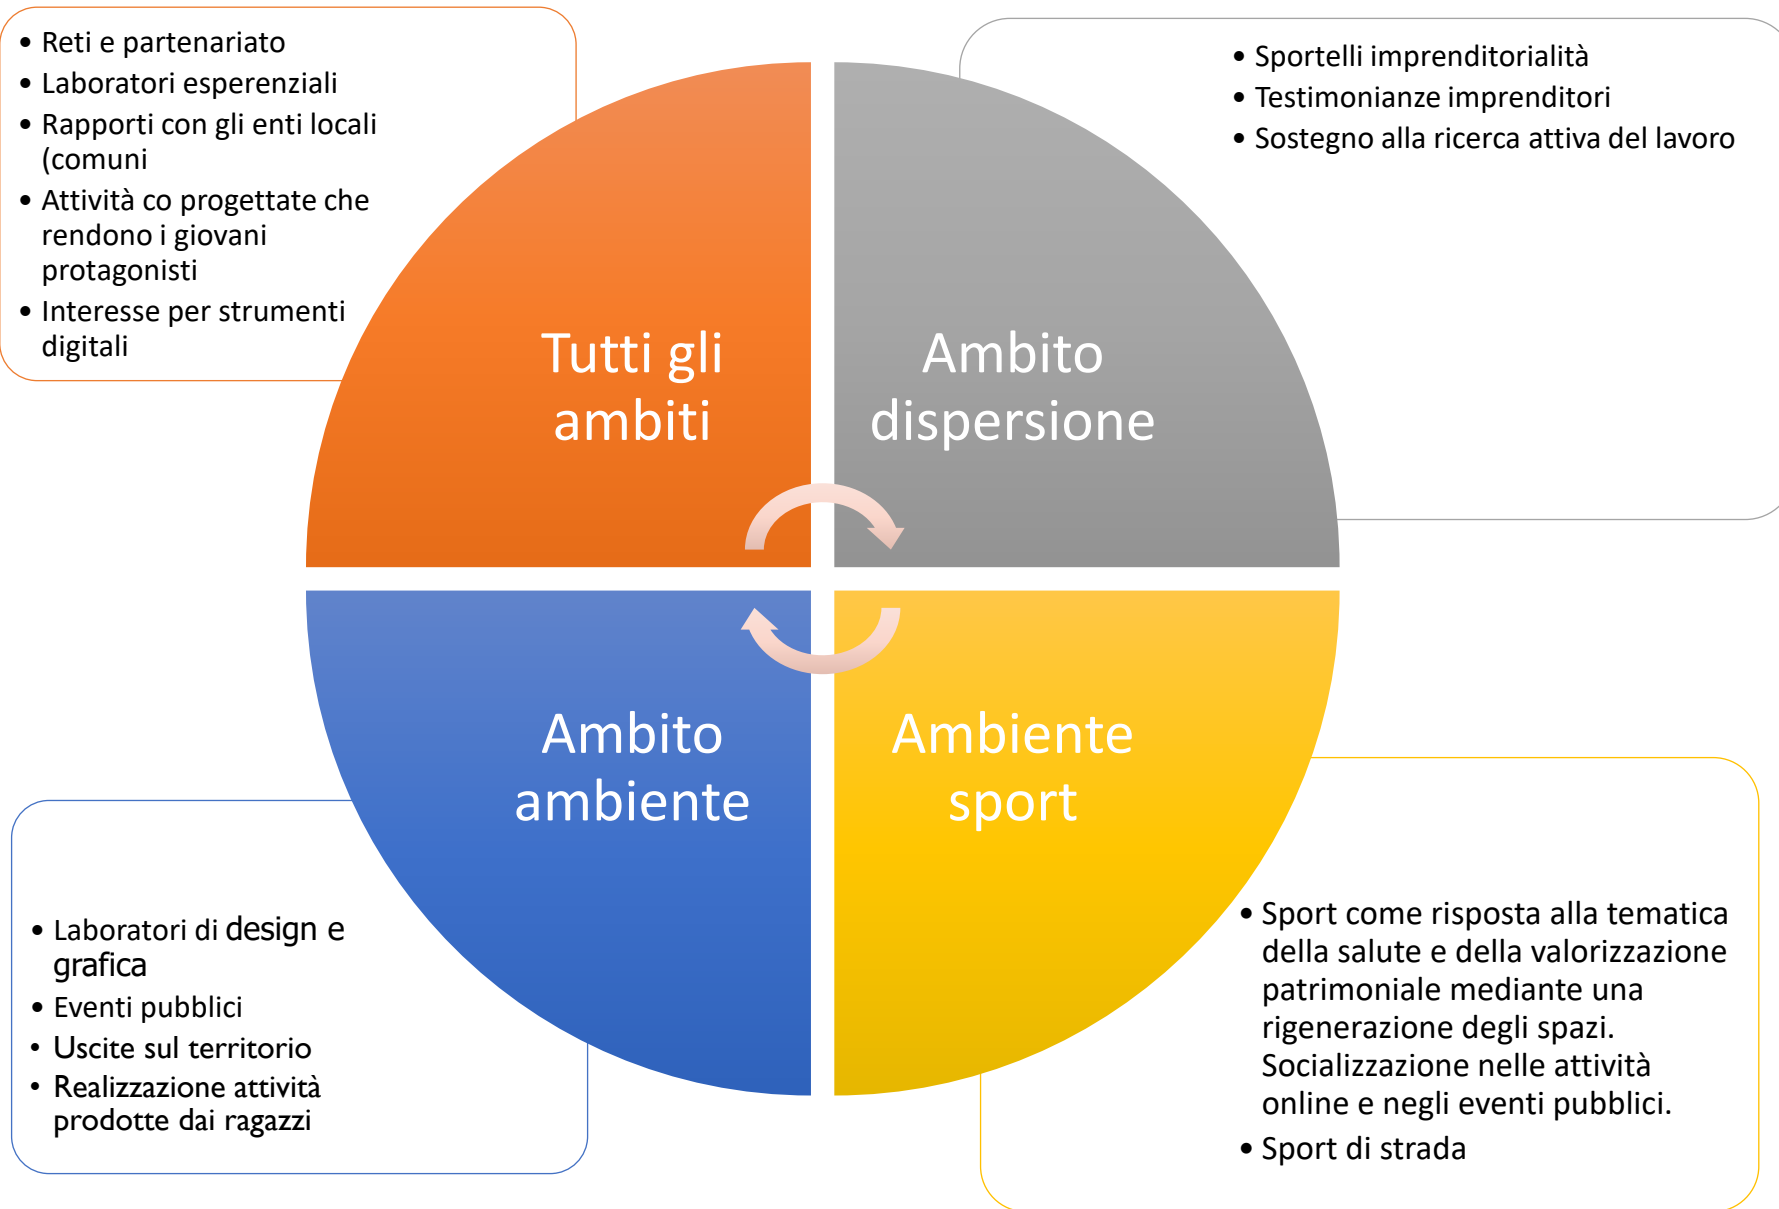 • Reti e partenariato
• Laboratori esperenziali
• Rapporti con gli enti locali
(comuni
• Attività co progettate che
rendono i giovani
protagonisti
• Interesse per strumenti
digitali
• Sportelli imprenditorialità
• Testimonianze imprenditori
• Sostegno alla ricerca attiva del lavoro
Tutti gli
ambiti
Ambito
dispersione
Ambito
ambiente
Ambiente
sport
• Laboratori di design e
grafica
• Eventi pubblici
• Uscite sul territorio
• Realizzazione attività
prodotte dai ragazzi
• Sport come risposta alla tematica
della salute e della valorizzazione
patrimoniale mediante una
rigenerazione degli spazi.
Socializzazione nelle attività
online e negli eventi pubblici.
• Sport di strada